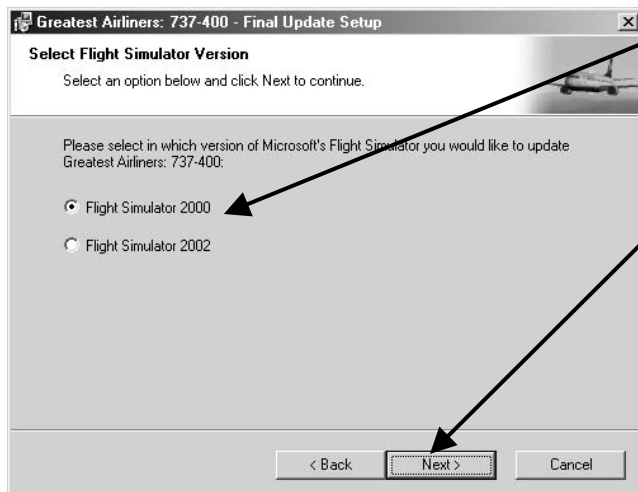 Greatest Airliners: 737-400 - Final Update Setup
Select Flight Simulator Version
Select an option below and click Next to continue.
Please select in which version of Microsoft's Flight Simulator you would like to update
Greatest Airliners: 737-400:
Flight Simulator 2000
Flight Simulator 2002
< Back Next > Cancel